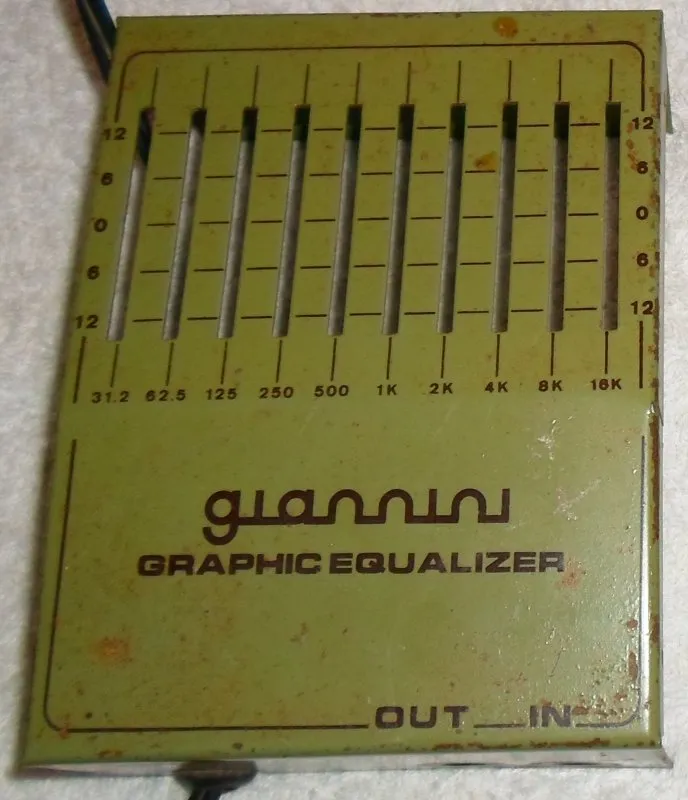 12 12
6 6
0 0
6 6
12 12
31.2 62.5 125 250 500 1K 2K 4K 8K 16K
giannini
GRAPHIC EQUALIZER
OUT IN